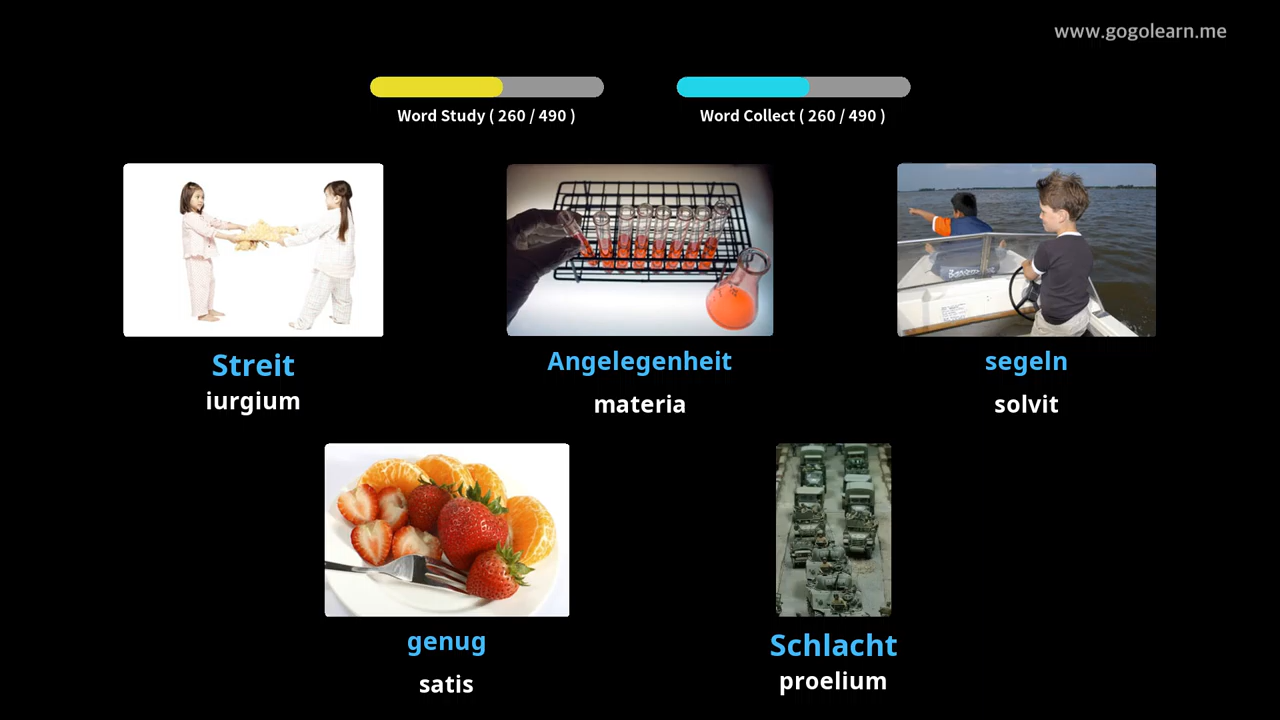 www.gogolearn.me
Word Study ( 260 / 490 )
Word Collect ( 260 / 490 )
Streit
iurgium
Angelegenheit
materia
segeln
solvit
genug
satis
Schlacht
proelium